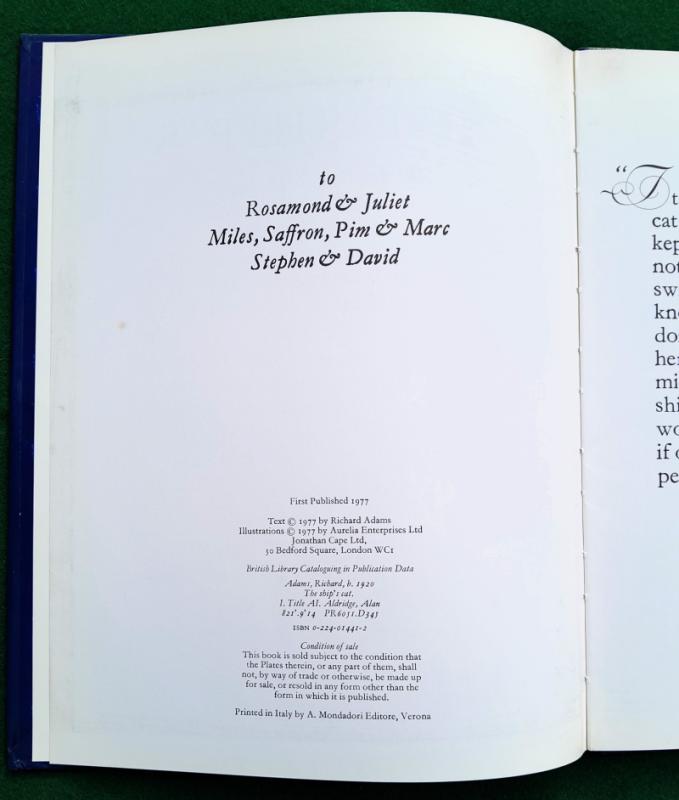 to
Rosamond & Juliet
Miles, Saffron, Pim & Marc
Stephen & David
First Published 1977
Text © 1977 by Richard Adams
Illustrations © 1977 by Aurelia Enterprises Ltd
Jonathan Cape Ltd,
30 Bedford Square, London WC1
British Library Cataloguing in Publication Data
Adams, Richard, b. 1920
The ship's cat.
I. Title AI. Aldridge, Alan
821'.9'14 PR6051.D345
ISBN 0-224-01441-2
Condition of sale
This book is sold subject to the condition that
the Plates therein, or any part of them, shall
not, by way of trade or otherwise, be made up
for sale, or resold in any form other than the
form in which it is published.
Printed in Italy by A. Mondadori Editore, Verona
"I t
cat
kep
not
sw
kno
do
her
mi
shi
wo
if o
pe